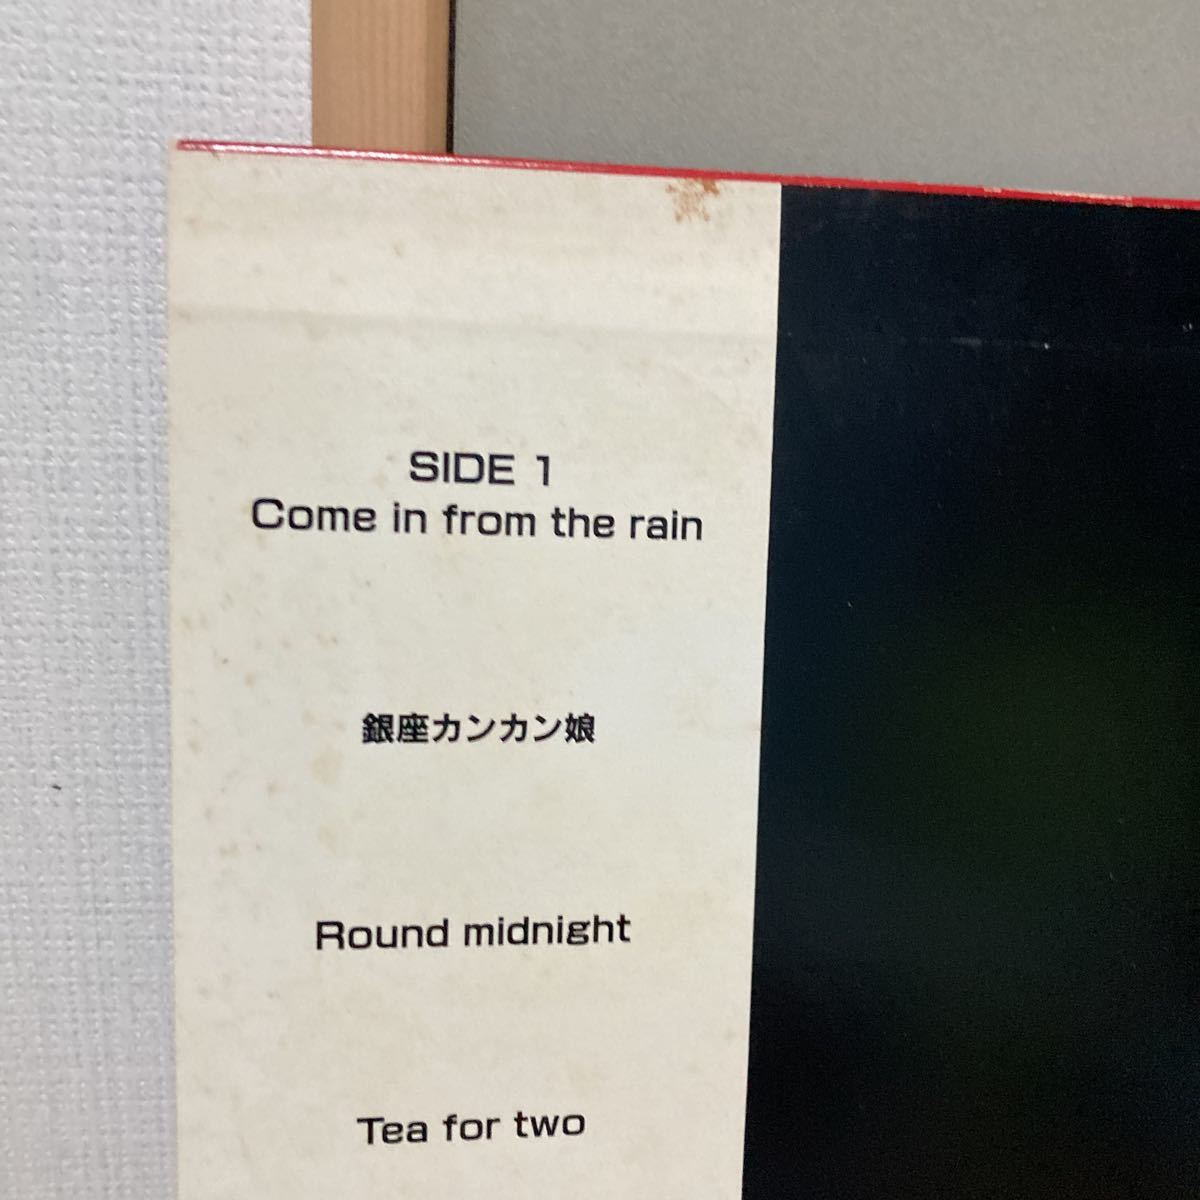 SIDE 1
Come in from the rain
銀座カンカン娘
Round midnight
Tea for two